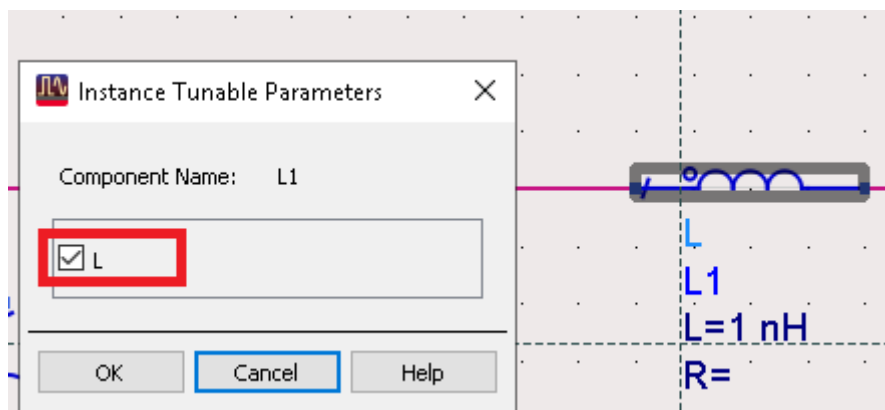 Instance Tunable Parameters
Component Name: L1
L
OK Cancel Help
L
L1
L=1 nH
R=